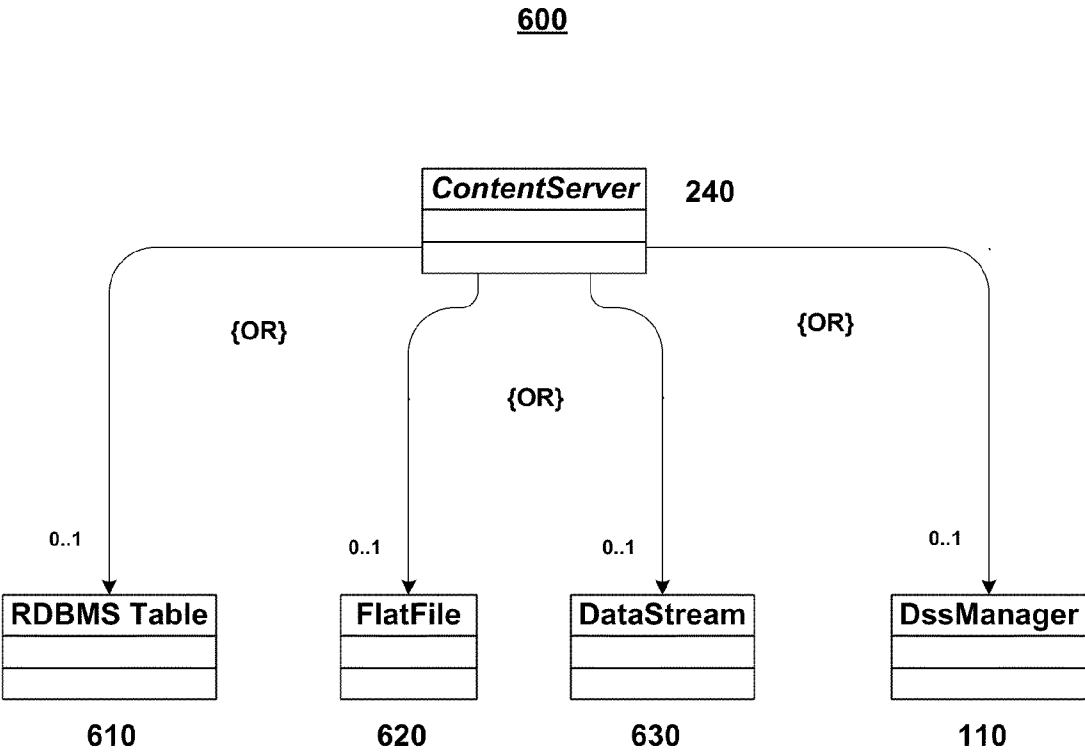 600
ContentServer
240
{OR}
{OR}
{OR}
0..1
0..1
0..1
0..1
RDBMS Table
FlatFile
DataStream
DssManager
610
620
630
110